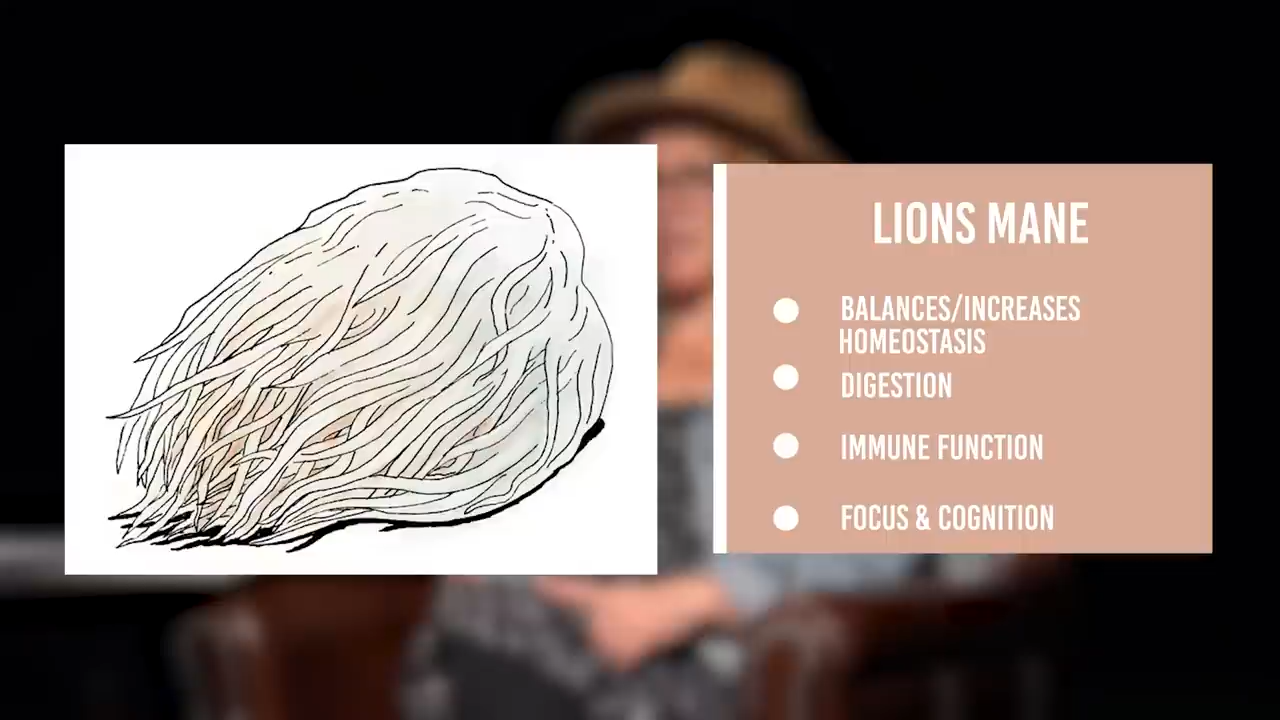 LIONS MANE
BALANCES/INCREASES
HOMEOSTASIS
DIGESTION
IMMUNE FUNCTION
FOCUS & COGNITION